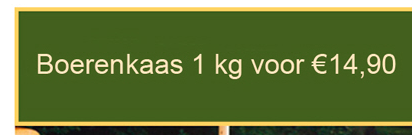 Boerenkaas 1 kg voor €14,90